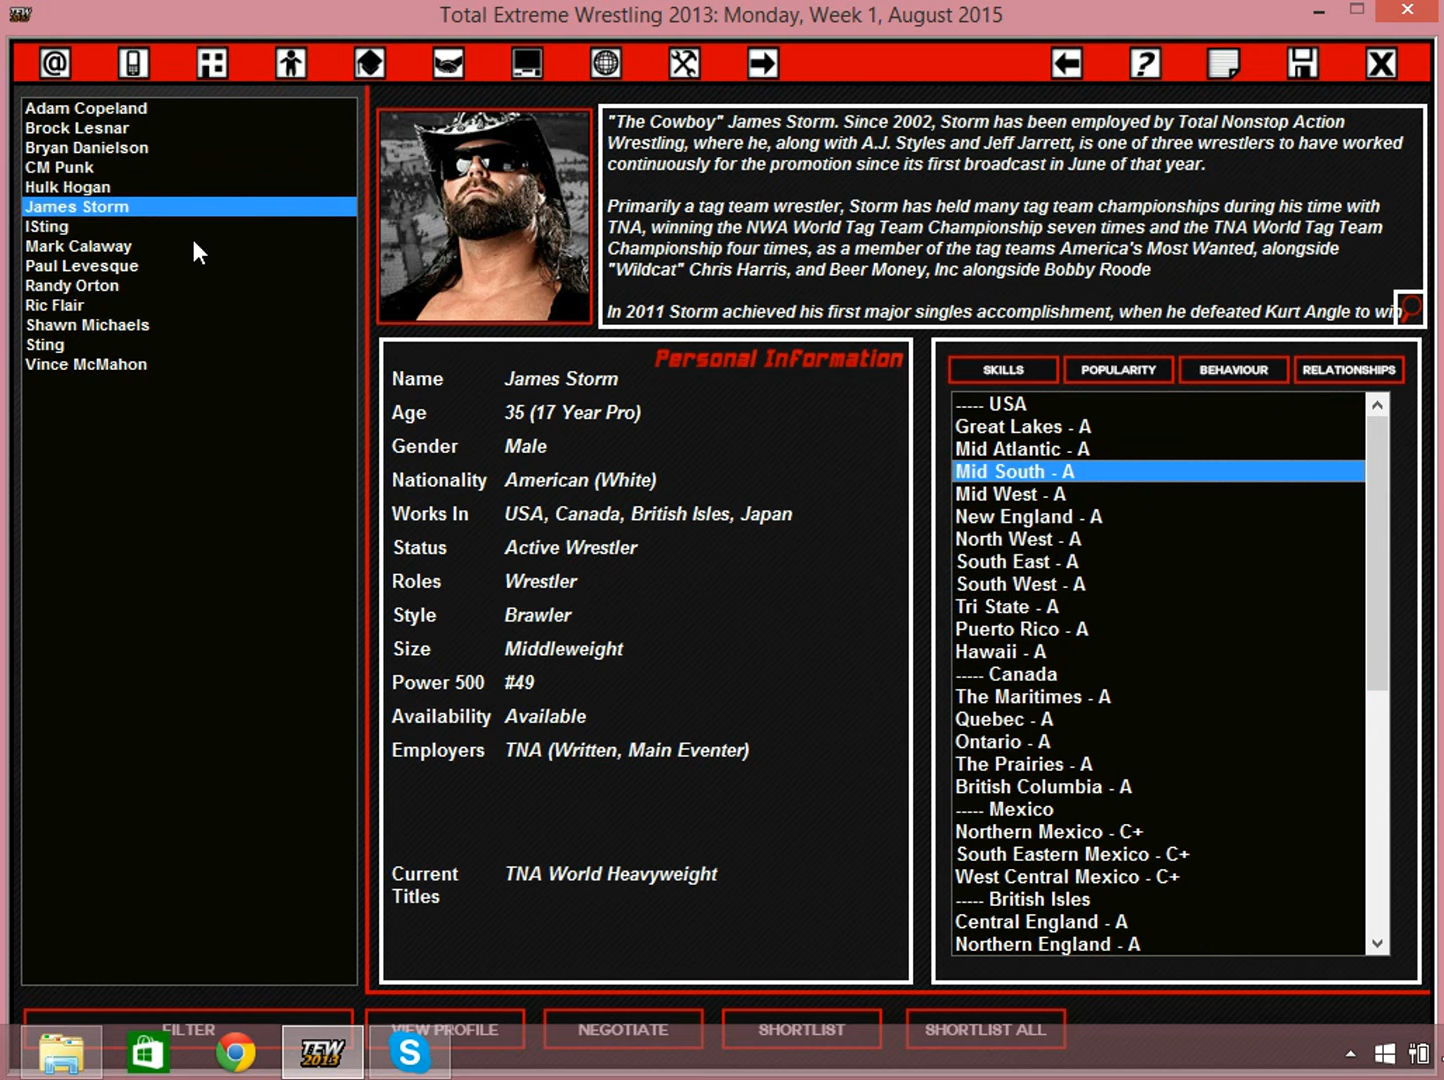 Total Extreme Wrestling 2013: Monday, Week 1, August 2015
Adam Copeland
Brock Lesnar
Bryan Danielson
CM Punk
Hulk Hogan
James Storm
ISting
Mark Calaway
Paul Levesque
Randy Orton
Ric Flair
Shawn Michaels
Sting
Vince McMahon
"The Cowboy" James Storm. Since 2002, Storm has been employed by Total Nonstop Action
Wrestling, where he, along with A.J. Styles and Jeff Jarrett, is one of three wrestlers to have worked
continuously for the promotion since its first broadcast in June of that year.
Primarily a tag team wrestler, Storm has held many tag team championships during his time with
TNA, winning the NWA World Tag Team Championship seven times and the TNA World Tag Team
Championship four times, as a member of the tag teams America's Most Wanted, alongside
"Wildcat" Chris Harris, and Beer Money, Inc alongside Bobby Roode
In 2011 Storm achieved his first major singles accomplishment, when he defeated Kurt Angle to win
Personal Information
Name James Storm
Age 35 (17 Year Pro)
Gender Male
Nationality American (White)
Works In USA, Canada, British Isles, Japan
Status Active Wrestler
Roles Wrestler
Style Brawler
Size Middleweight
Power 500 #49
Availability Available
Employers TNA (Written, Main Eventer)
Current Titles TNA World Heavyweight
SKILLS POPULARITY BEHAVIOUR RELATIONSHIPS
----- USA
Great Lakes - A
Mid Atlantic - A
Mid South - A
Mid West - A
New England - A
North West - A
South East - A
South West - A
Tri State - A
Puerto Rico - A
Hawaii - A
----- Canada
The Maritimes - A
Quebec - A
Ontario - A
The Prairies - A
British Columbia - A
----- Mexico
Northern Mexico - C+
South Eastern Mexico - C+
West Central Mexico - C+
----- British Isles
Central England - A
Northern England - A
FILTER VIEW PROFILE NEGOTIATE SHORTLIST SHORTLIST ALL
TEW 2013